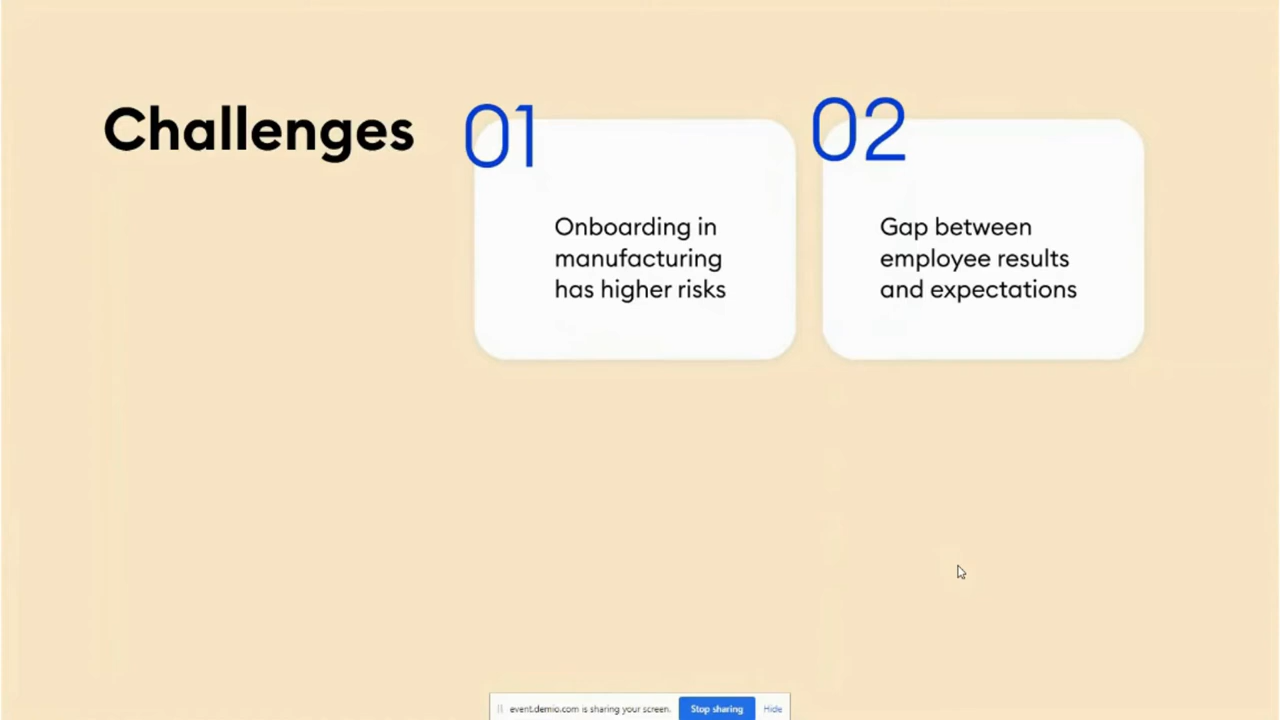 Challenges
01
Onboarding in
manufacturing
has higher risks
02
Gap between
employee results
and expectations
event.demio.com is sharing your screen.
Stop sharing
Hide